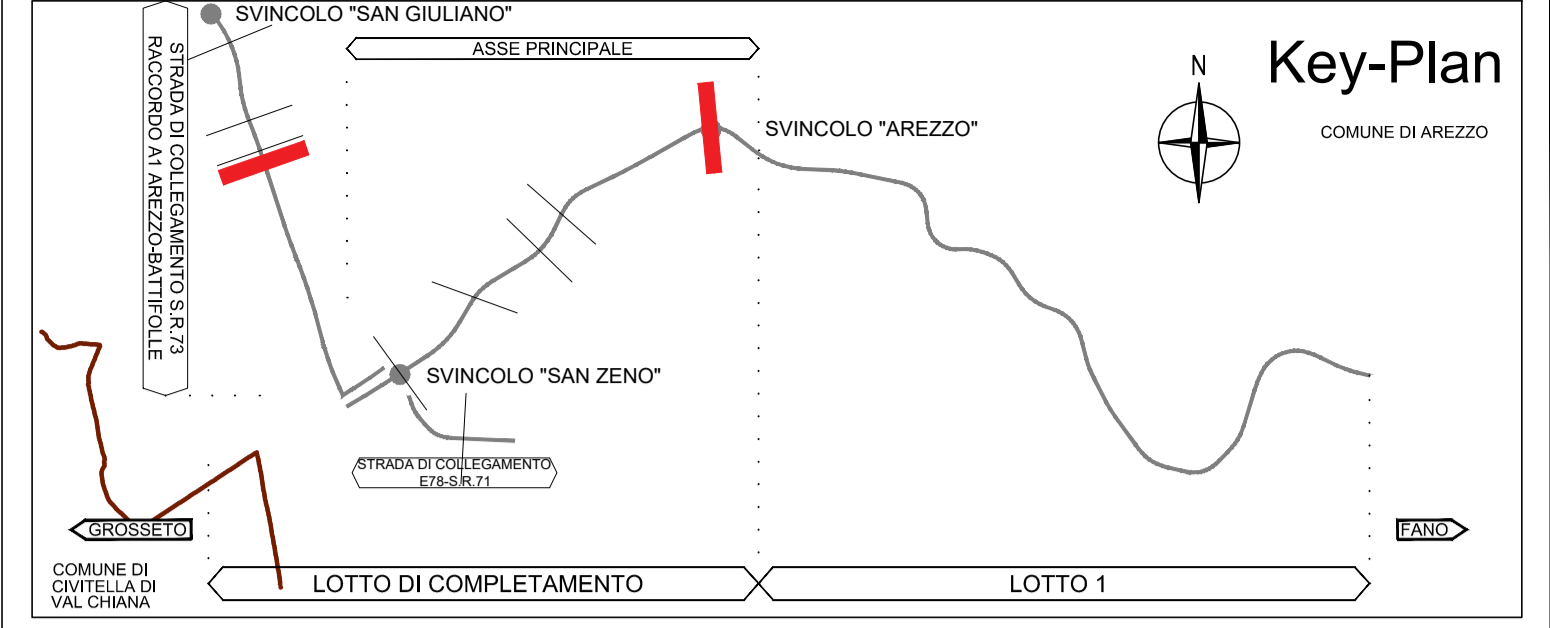 SVINCOLO "SAN GIULIANO"
STRADA DI COLLEGAMENTO S.R.73
RACCORDO A1 AREZZO-BATTIFOLLE
ASSE PRINCIPALE
Key-Plan
N
COMUNE DI AREZZO
SVINCOLO "AREZZO"
SVINCOLO "SAN ZENO"
STRADA DI COLLEGAMENTO
E78-S.R.71
GROSSETO
FANO
COMUNE DI
CIVITELLA DI
VAL CHIANA
LOTTO DI COMPLETAMENTO
LOTTO 1